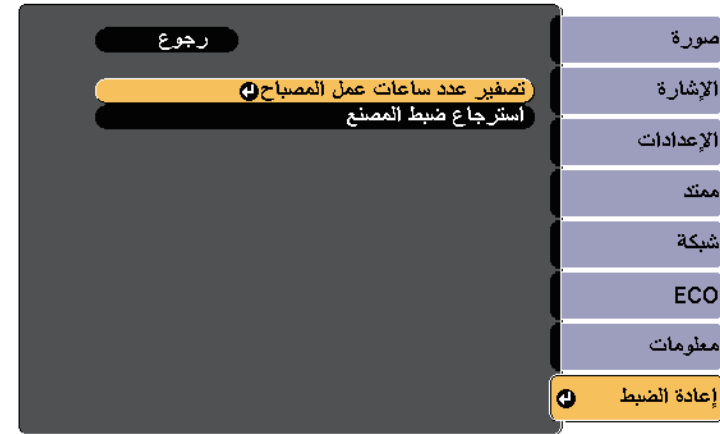 صورة
الإشارة
الإعدادات
ممتد
شبكة
ECO
معلومات
إعادة الضبط
رجوع
تصفير عدد ساعات عمل المصباح
استرجاع ضبط المصنع